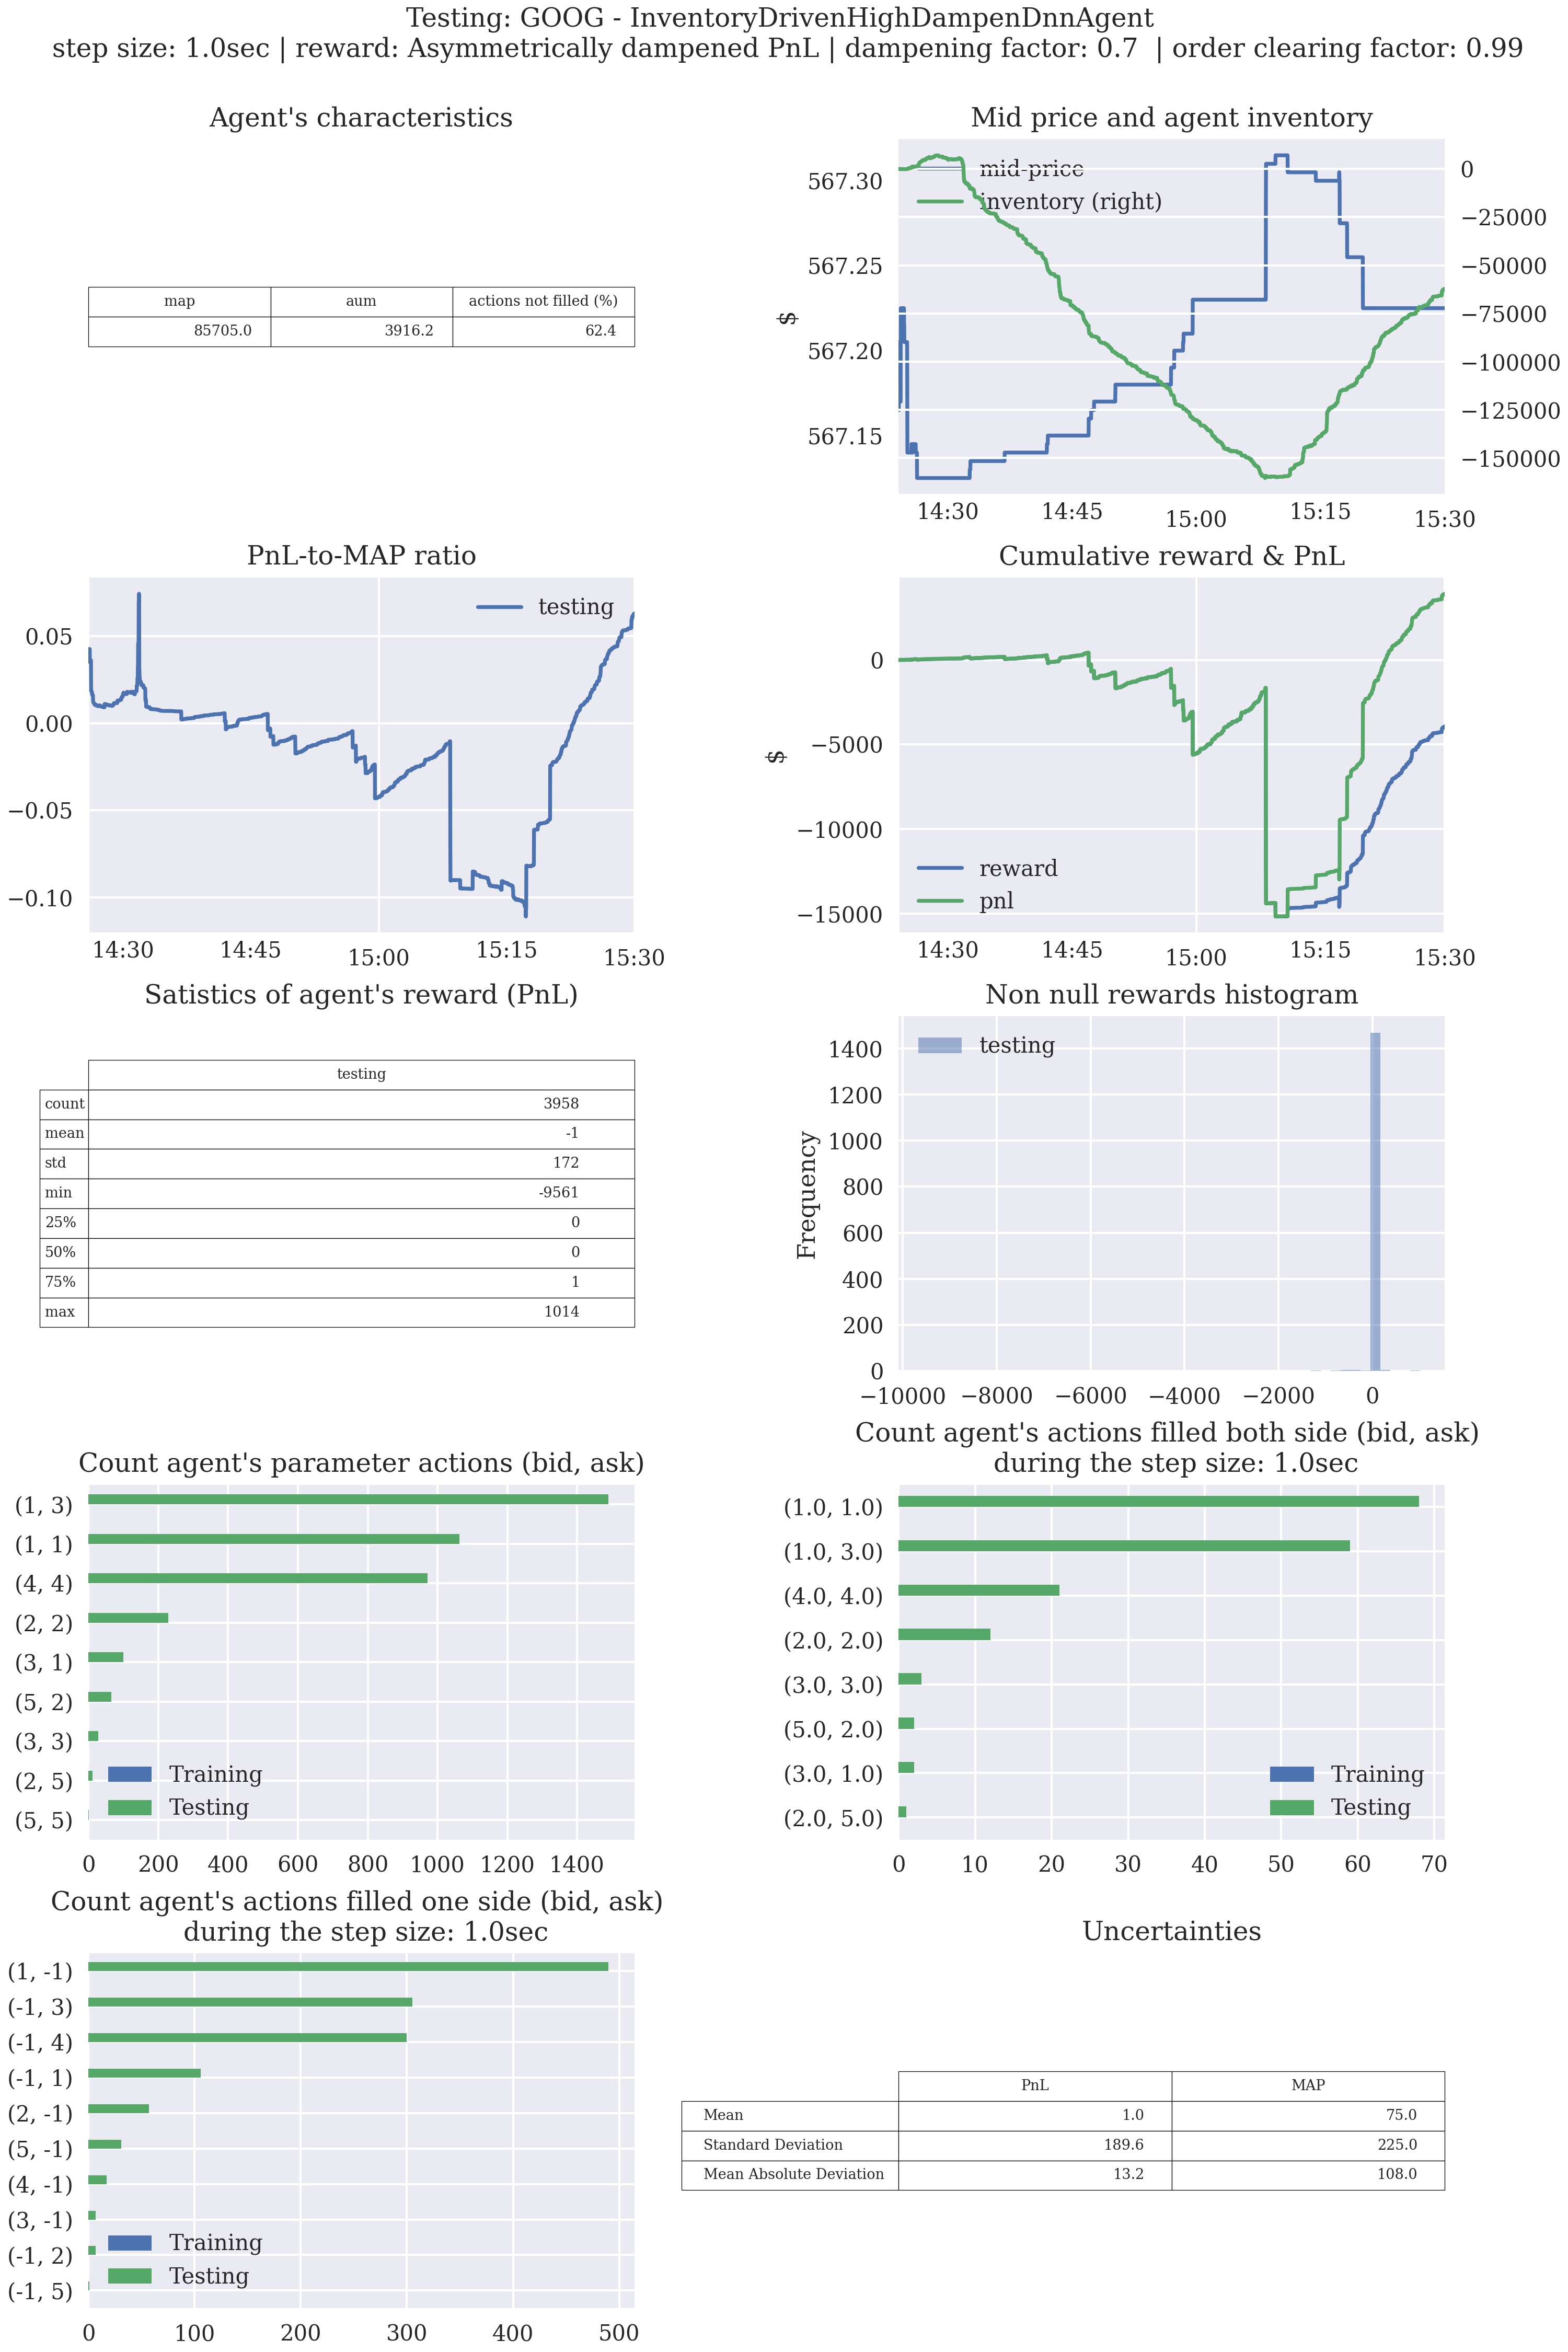 Testing: GOOG - InventoryDrivenHighDampenDnnAgent
step size: 1.0sec | reward: Asymmetrically dampened PnL | dampening factor: 0.7 | order clearing factor: 0.99
Agent's characteristics
map aum actions not filled (%)
85705.0 3916.2 62.4
Mid price and agent inventory
mid-price
inventory (right)
$
567.30
567.25
567.20
567.15
0
−25000
−50000
−75000
−100000
−125000
−150000
14:30 14:45 15:00 15:15 15:30
PnL-to-MAP ratio
testing
0.05
0.00
−0.05
−0.10
14:30 14:45 15:00 15:15 15:30
Cumulative reward & PnL
$
0
−5000
−10000
−15000
reward
pnl
14:30 14:45 15:00 15:15 15:30
Satistics of agent's reward (PnL)
testing
count 3958
mean -1
std 172
min -9561
25% 0
50% 0
75% 1
max 1014
Non null rewards histogram
testing
Frequency
1400
1200
1000
800
600
400
200
0
−10000 −8000 −6000 −4000 −2000 0
Count agent's parameter actions (bid, ask)
(1, 3)
(1, 1)
(4, 4)
(2, 2)
(3, 1)
(5, 2)
(3, 3)
(2, 5)
(5, 5)
Training
Testing
0 200 400 600 800 1000 1200 1400
Count agent's actions filled both side (bid, ask)
during the step size: 1.0sec
(1.0, 1.0)
(1.0, 3.0)
(4.0, 4.0)
(2.0, 2.0)
(3.0, 3.0)
(5.0, 2.0)
(3.0, 1.0)
(2.0, 5.0)
Training
Testing
0 10 20 30 40 50 60 70
Count agent's actions filled one side (bid, ask)
during the step size: 1.0sec
(1, -1)
(-1, 3)
(-1, 4)
(-1, 1)
(2, -1)
(5, -1)
(4, -1)
(3, -1)
(-1, 2)
(-1, 5)
Training
Testing
0 100 200 300 400 500
Uncertainties
PnL MAP
Mean 1.0 75.0
Standard Deviation 189.6 225.0
Mean Absolute Deviation 13.2 108.0